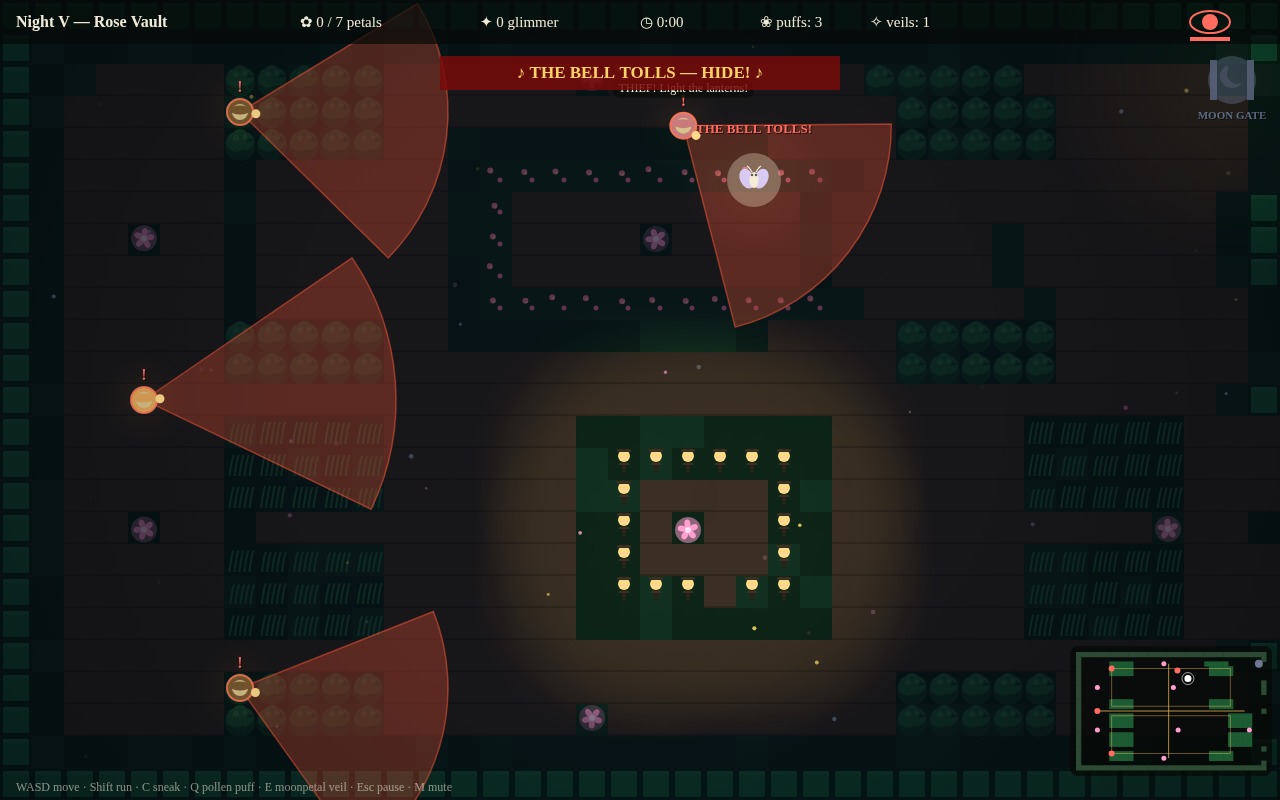 Night V — Rose Vault
✿ 0 / 7 petals
✦ 0 glimmer
◷ 0:00
❀ puffs: 3
✧ veils: 1
♪ THE BELL TOLLS — HIDE! ♪
THIEF! Light the lanterns!
!
!
THE BELL TOLLS!
MOON GATE
!
!
WASD move · Shift run · C sneak · Q pollen puff · E moonpetal veil · Esc pause · M mute